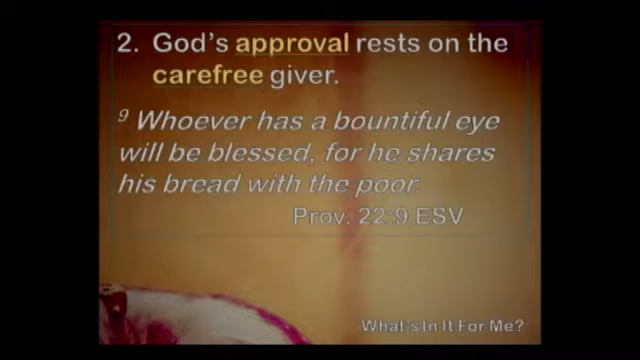 2. God's approval rests on the
carefree giver.
9 Whoever has a bountiful eye
will be blessed, for he shares
his bread with the poor.
Prov. 22:9 ESV
What's In It For Me?